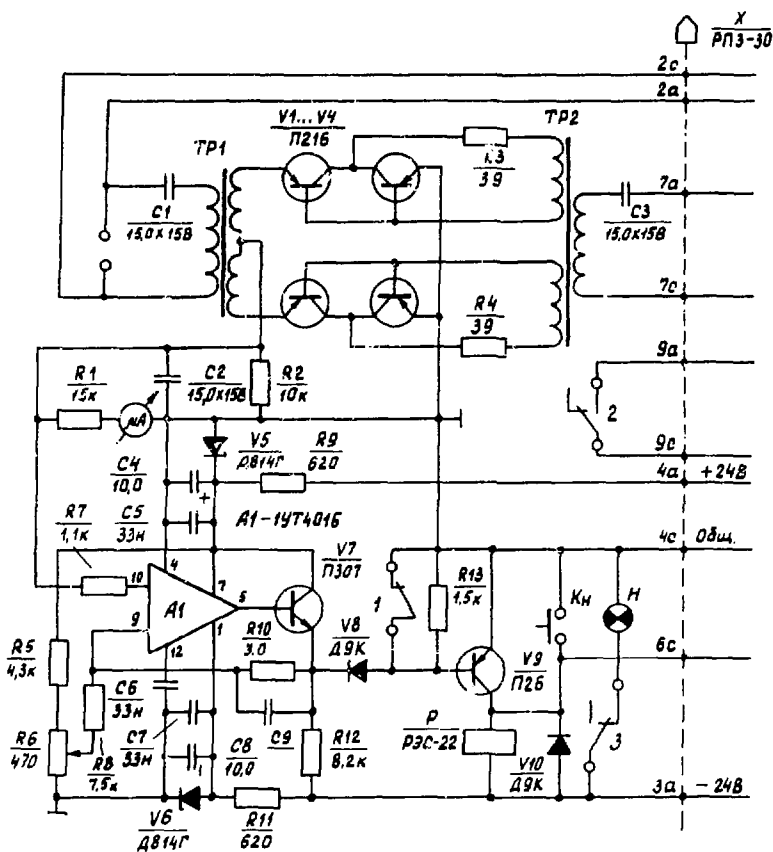 X
РП3-30
2с
2а
V1...V4
П216
ТР1
ТР2
R3
39
С1
15,0х15В
7а
С3
15,0х15В
7с
R4
39
9а
R1
15к
С2
15,0х15В
R2
10к
μА
2
V5
Д814Г
R9
620
9с
С4
10,0
+
4а
+24В
R7
1,1к
С5
33н
А1-1УТ401Б
4с
Общ.
V7
П307
4
10
7
А1
5
9
1
12
1
R13
1,5к
Кн
Н
R10
3.0
V8
Д9К
R5
4,3к
V9
П26
6с
С6
33н
R6
470
R8
7,5к
С7
33н
С8
10,0
С9
R12
8,2к
Р
РЭС-22
V10
Д9К
3
3а
-24В
V6
Д814Г
R11
620